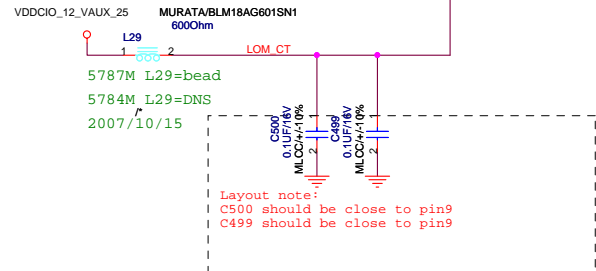 VDDCIO_12_VAUX_25 MURATA/BLM18AG601SN1
600Ohm
L29
1 2 LOM_CT
5787M L29=bead
5784M L29=DNS
/*
2007/10/15
C500
0.1UF/16V
MLCC/+/-10%
1
2
C499
0.1UF/16V
MLCC/+/-10%
1
2
Layout note:
C500 should be close to pin9
C499 should be close to pin9